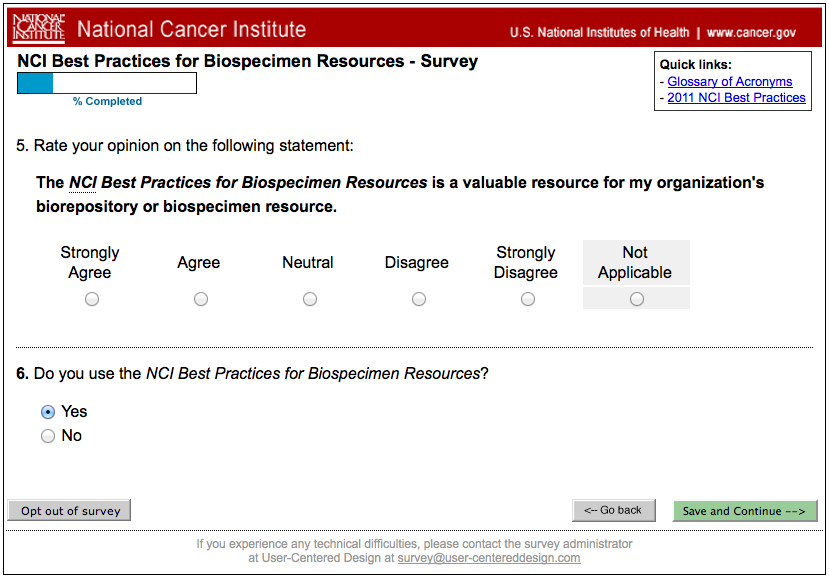 NATIONAL
CANCER
INSTITUTE
National Cancer Institute
U.S. National Institutes of Health | www.cancer.gov
NCI Best Practices for Biospecimen Resources - Survey
% Completed
Quick links:
- Glossary of Acronyms
- 2011 NCI Best Practices
5. Rate your opinion on the following statement:
The NCI Best Practices for Biospecimen Resources is a valuable resource for my organization's
biorepository or biospecimen resource.
Strongly Agree
Agree
Neutral
Disagree
Strongly Disagree
Not Applicable
6. Do you use the NCI Best Practices for Biospecimen Resources?
Yes
No
Opt out of survey
<-- Go back
Save and Continue -->
If you experience any technical difficulties, please contact the survey administrator
at User-Centered Design at survey@user-centereddesign.com